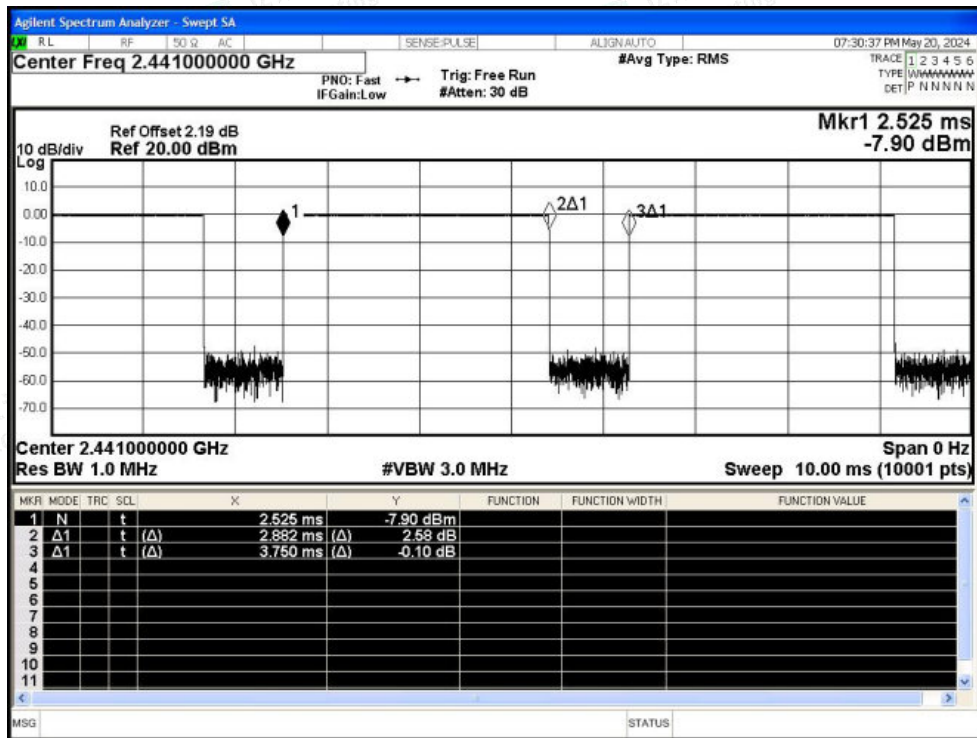 Agilent Spectrum Analyzer - Swept SA
LXI RL RF 50 Ω AC SENSE:PULSE ALIGNAUTO 07:30:37 PM May 20, 2024
Center Freq 2.441000000 GHz #Avg Type: RMS TRACE 1 2 3 4 5 6
PNO: Fast Trig: Free Run TYPE WWWWWW
IFGain:Low #Atten: 30 dB DET P N N N N N
Mkr1 2.525 ms
Ref Offset 2.19 dB
10 dB/div Ref 20.00 dBm -7.90 dBm
Log
10.0
0.00 1 2Δ1 3Δ1
-10.0
-20.0
-30.0
-40.0
-50.0
-60.0
-70.0
Center 2.441000000 GHz Span 0 Hz
Res BW 1.0 MHz #VBW 3.0 MHz Sweep 10.00 ms (10001 pts)
MKR MODE TRC SCL X Y FUNCTION FUNCTION WIDTH FUNCTION VALUE
1 N t 2.525 ms -7.90 dBm
2 Δ1 t (Δ) 2.882 ms (Δ) 2.58 dB
3 Δ1 t (Δ) 3.750 ms (Δ) -0.10 dB
4
5
6
7
8
9
10
11
MSG STATUS